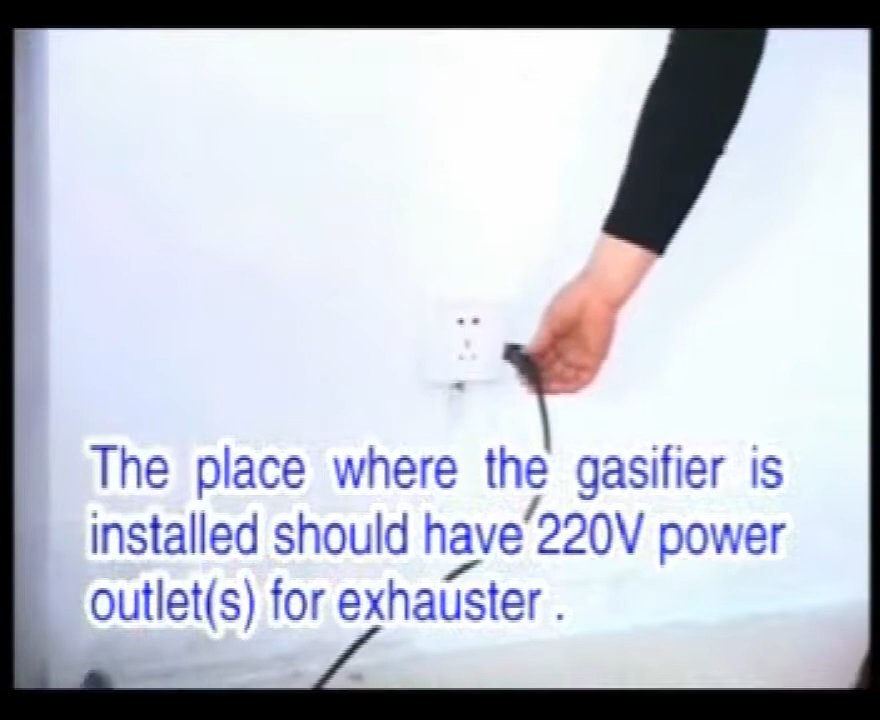 The place where the gasifier is
installed should have 220V power
outlet(s) for exhauster .